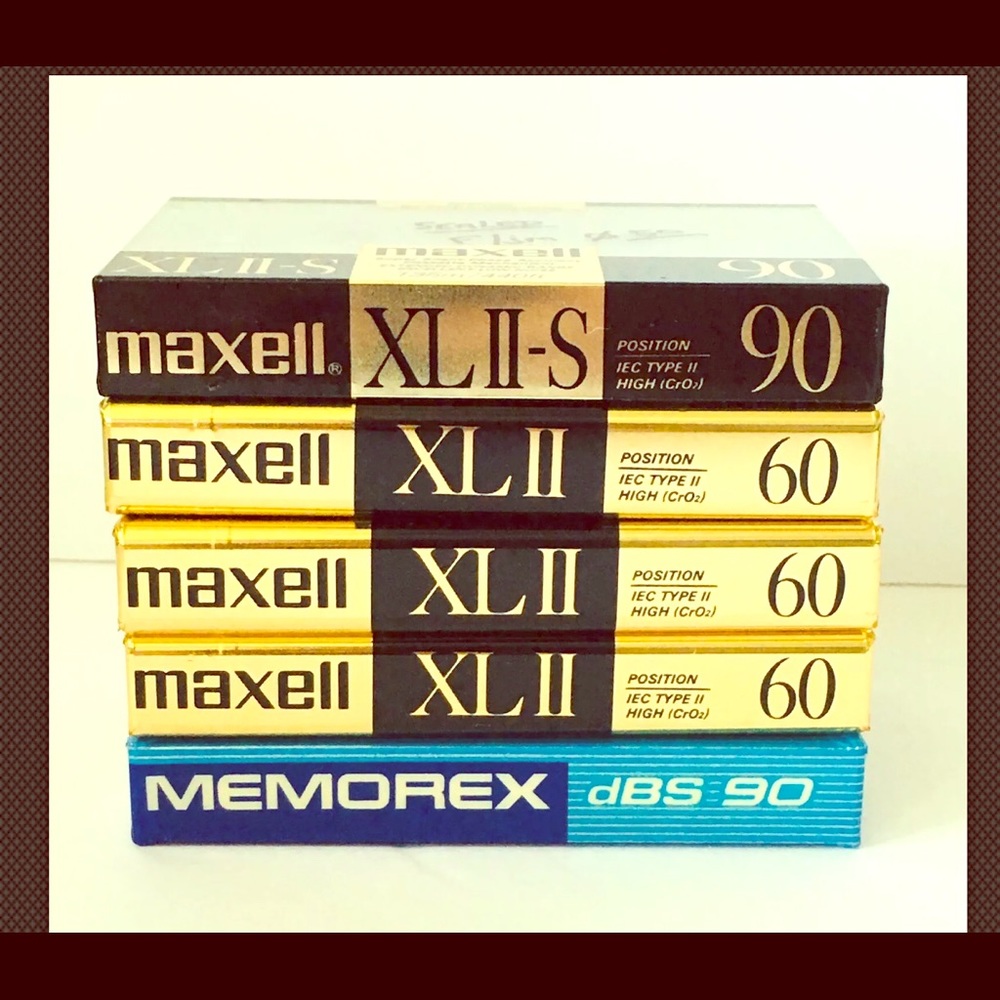 maxell
XL II-S 90
maxell® XL II-S POSITION 90
IEC TYPE II
HIGH (CrO₂)
maxell XL II POSITION 60
IEC TYPE II
HIGH (CrO₂)
maxell XL II POSITION 60
IEC TYPE II
HIGH (CrO₂)
maxell XL II POSITION 60
IEC TYPE II
HIGH (CrO₂)
MEMOREX dBS 90